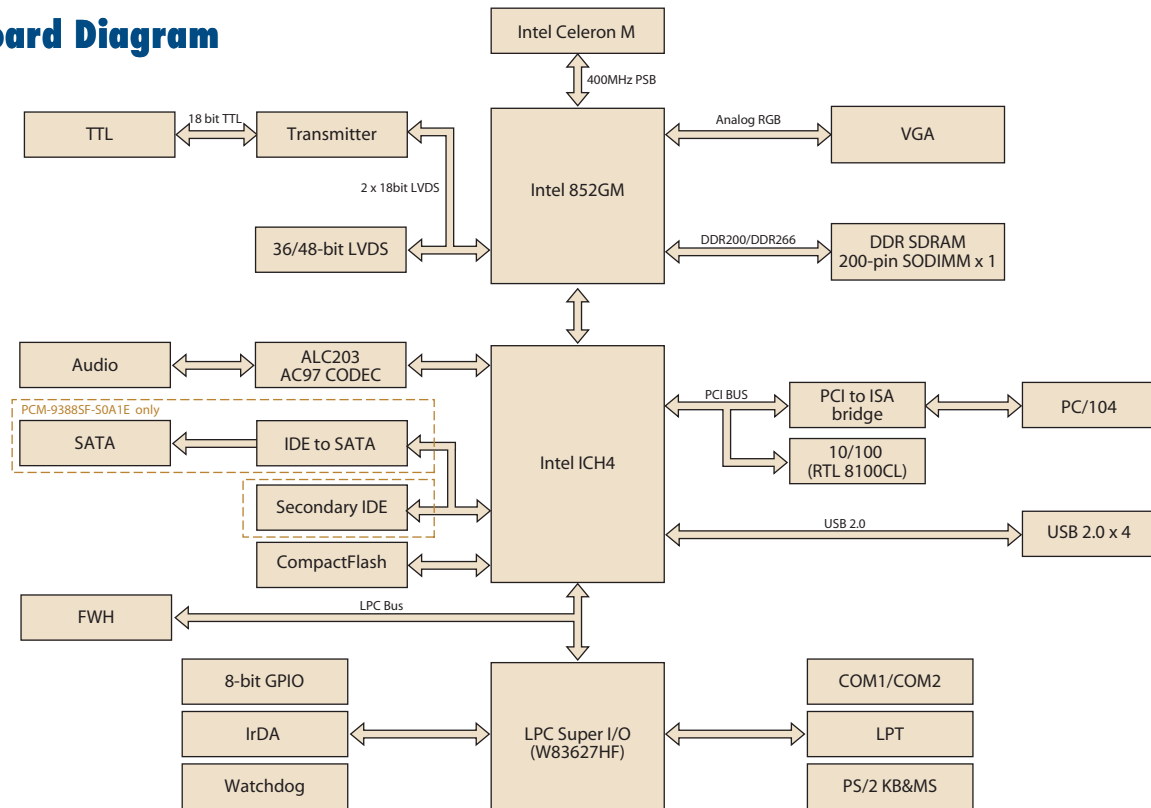 oard Diagram
Intel Celeron M
400MHz PSB
TTL
18 bit TTL
Transmitter
2 x 18bit LVDS
36/48-bit LVDS
Intel 852GM
Analog RGB
VGA
DDR200/DDR266
DDR SDRAM
200-pin SODIMM x 1
Audio
ALC203
AC97 CODEC
PCM-9388SF-S0A1E only
SATA
IDE to SATA
Secondary IDE
CompactFlash
Intel ICH4
PCI BUS
PCI to ISA
bridge
PC/104
10/100
(RTL 8100CL)
USB 2.0
USB 2.0 x 4
FWH
LPC Bus
8-bit GPIO
IrDA
Watchdog
LPC Super I/O
(W83627HF)
COM1/COM2
LPT
PS/2 KB&MS